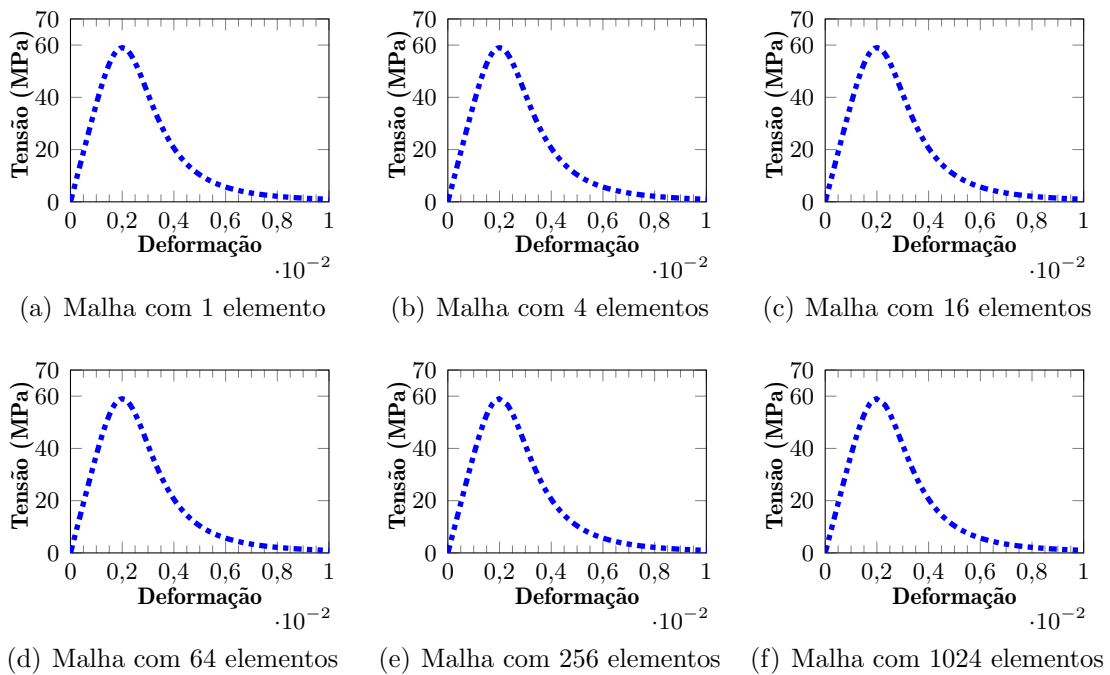 70
60
40
20
0
Tensão (MPa)
0 0,2 0,4 0,6 0,8 1
Deformação
·10⁻²
(a) Malha com 1 elemento
70
60
40
20
0
Tensão (MPa)
0 0,2 0,4 0,6 0,8 1
Deformação
·10⁻²
(b) Malha com 4 elementos
70
60
40
20
0
Tensão (MPa)
0 0,2 0,4 0,6 0,8 1
Deformação
·10⁻²
(c) Malha com 16 elementos
70
60
40
20
0
Tensão (MPa)
0 0,2 0,4 0,6 0,8 1
Deformação
·10⁻²
(d) Malha com 64 elementos
70
60
40
20
0
Tensão (MPa)
0 0,2 0,4 0,6 0,8 1
Deformação
·10⁻²
(e) Malha com 256 elementos
70
60
40
20
0
Tensão (MPa)
0 0,2 0,4 0,6 0,8 1
Deformação
·10⁻²
(f) Malha com 1024 elementos